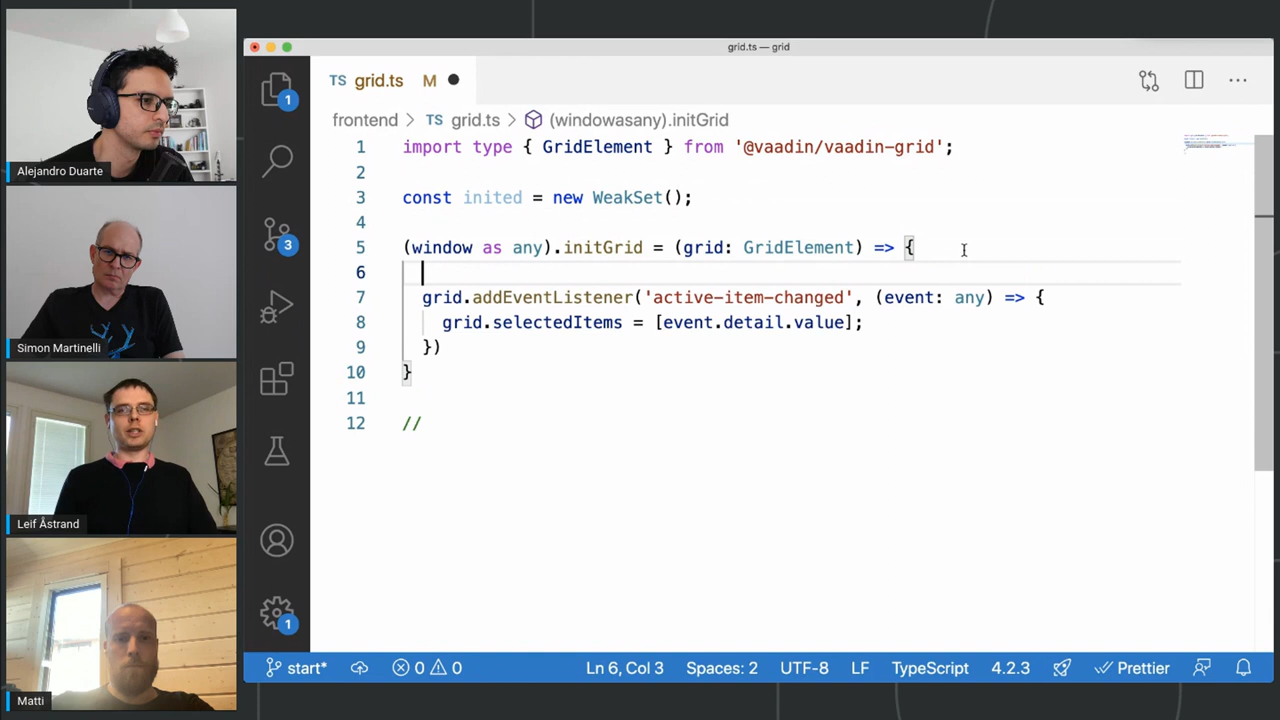 Alejandro Duarte
Simon Martinelli
Leif Åstrand
Matti
grid.ts — grid
TS grid.ts M
frontend > TS grid.ts > (windowasany).initGrid
1 import type { GridElement } from '@vaadin/vaadin-grid';
2
3 const inited = new WeakSet();
4
5 (window as any).initGrid = (grid: GridElement) => {
6
7 grid.addEventListener('active-item-changed', (event: any) => {
8 grid.selectedItems = [event.detail.value];
9 })
10 }
11
12 //
1
3
1
start* 0 0 Ln 6, Col 3 Spaces: 2 UTF-8 LF TypeScript 4.2.3 Prettier